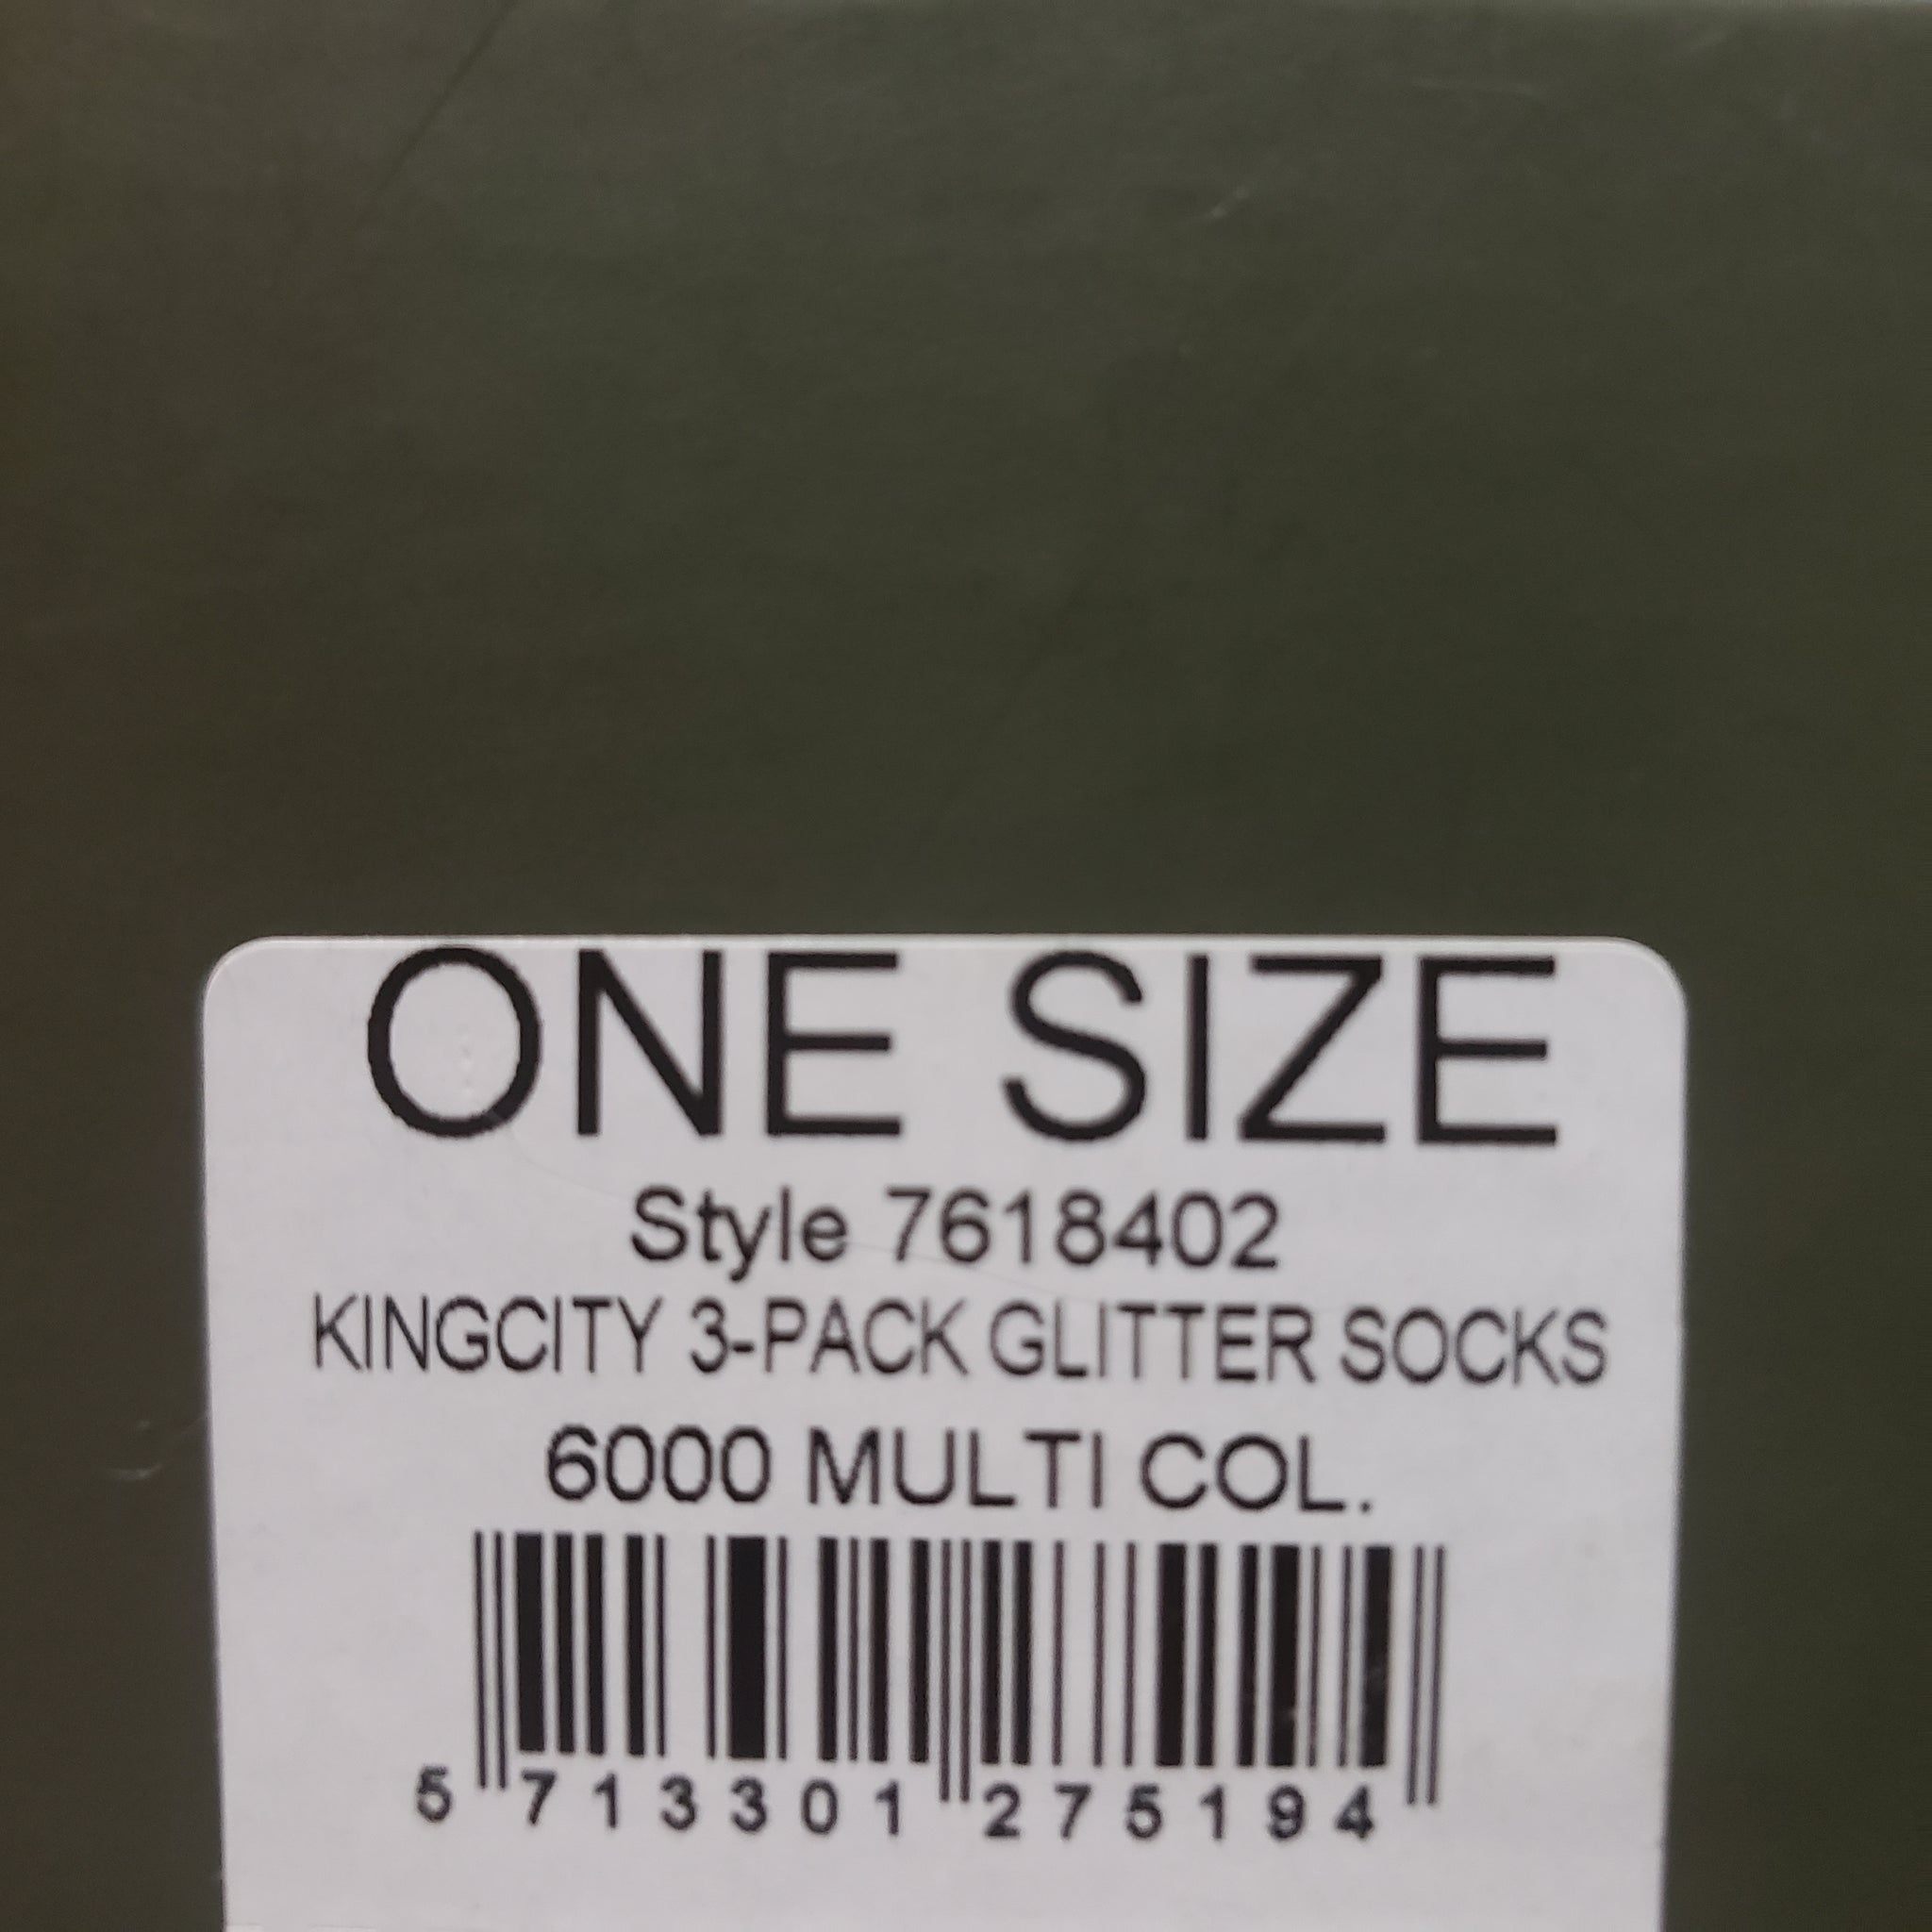 ONE SIZE
Style 7618402
KINGCITY 3-PACK GLITTER SOCKS
6000 MULTI COL.
5 713301 275194